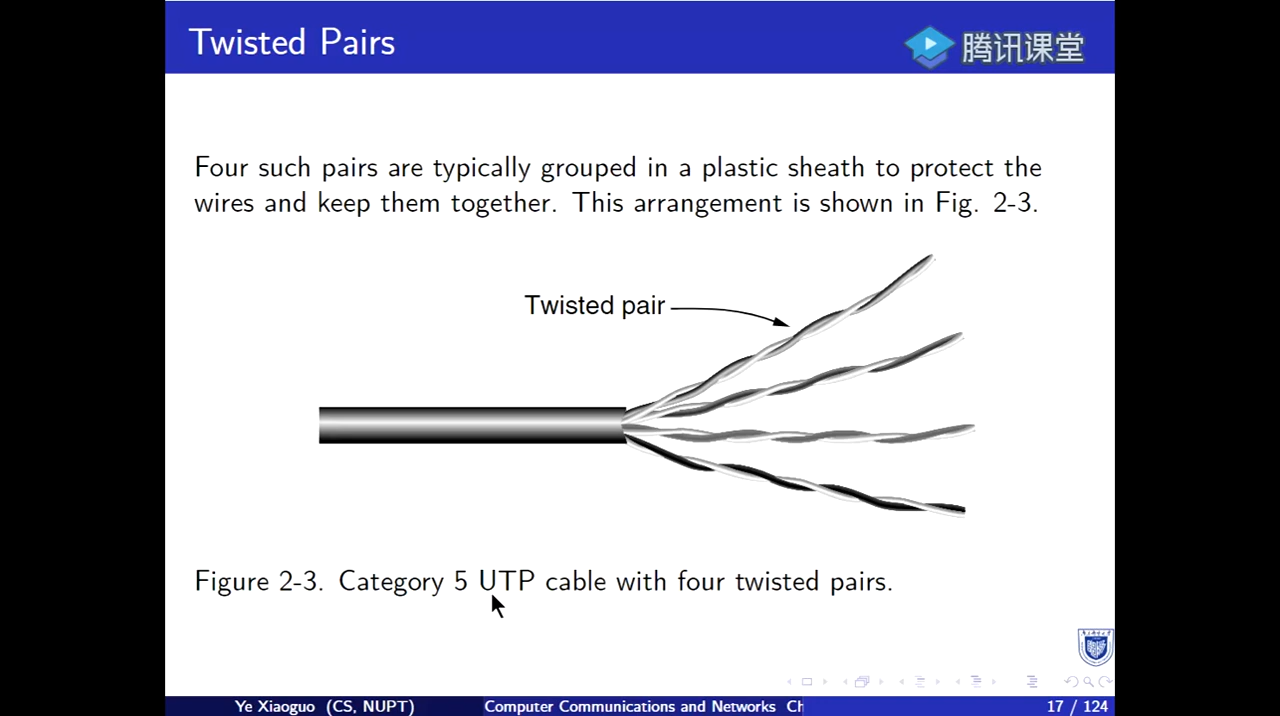 Twisted Pairs
腾讯课堂
Four such pairs are typically grouped in a plastic sheath to protect the
wires and keep them together. This arrangement is shown in Fig. 2-3.
Twisted pair
Figure 2-3. Category 5 UTP cable with four twisted pairs.
Ye Xiaoguo (CS, NUPT)
Computer Communications and Networks Ch
17 / 124